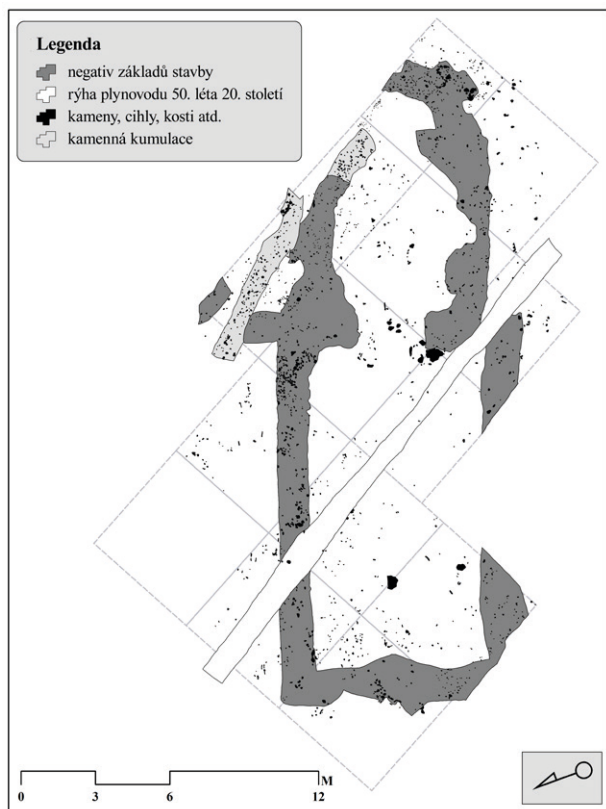 Legenda
negativ základů stavby
rýha plynovodu 50. léta 20. století
kameny, cihly, kosti atd.
kamenná kumulace
M
0 3 6 12